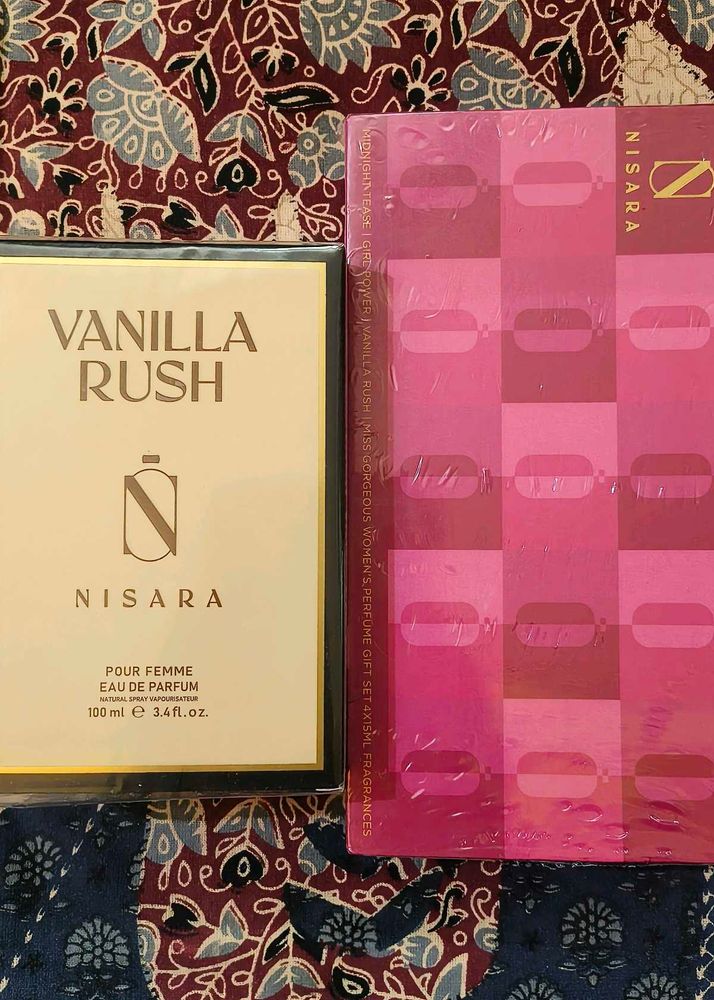 VANILLA
RUSH
N
NISARA
POUR FEMME
EAU DE PARFUM
NATURAL SPRAY VAPOURISATEUR
100 ml ℮ 3.4 fl.oz.
MIDNIGHT TEASE | GIRL POWER | VANILLA RUSH | MISS GORGEOUS WOMEN'S PERFUME GIFT SET 4X15ML FRAGRANCES
N
NISARA